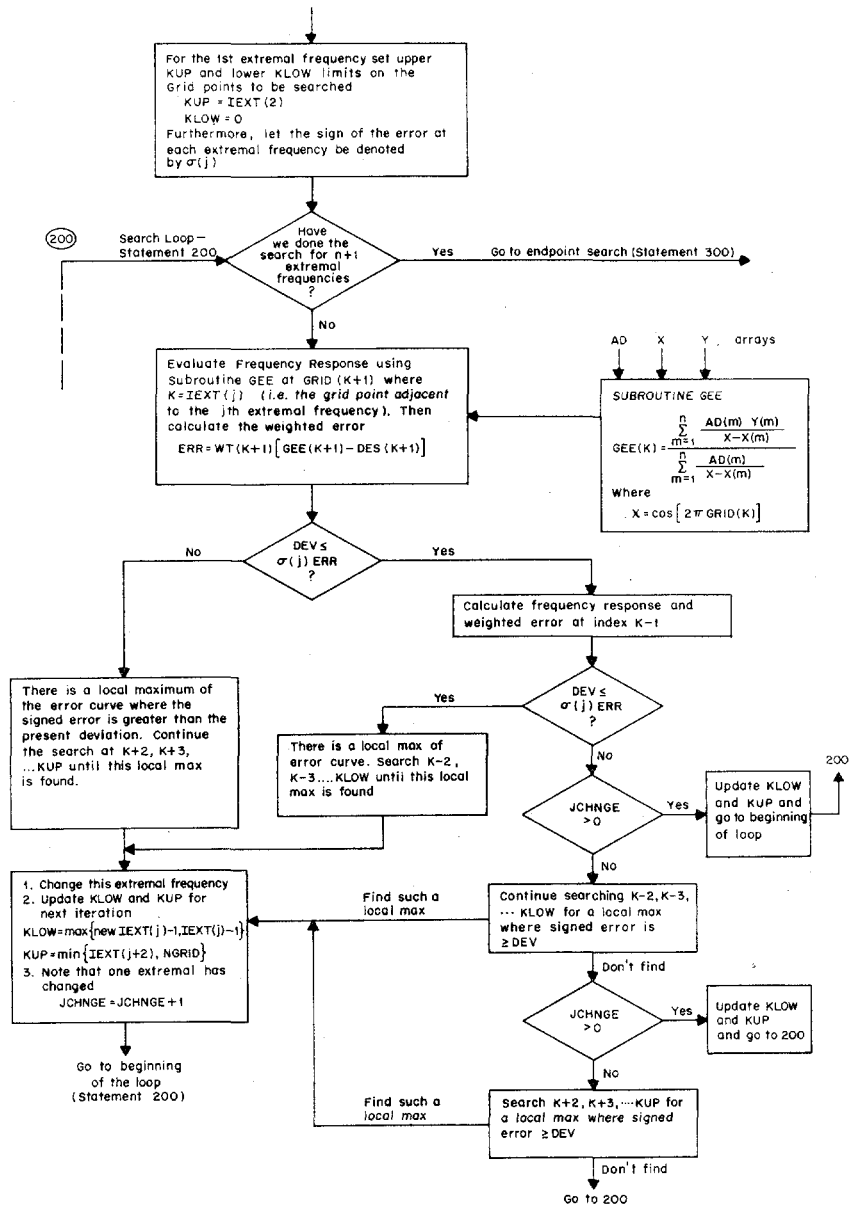 For the 1st extremal frequency set upper
KUP and lower KLOW limits on the
Grid points to be searched
KUP = IEXT(2)
KLOW = 0
Furthermore, let the sign of the error at
each extremal frequency be denoted
by σ(j)
200
Search Loop—
Statement 200
Have
we done the
search for n+1
extremal
frequencies
?
Yes
Go to endpoint search (Statement 300)
No
Evaluate Frequency Response using
Subroutine GEE at GRID (K+1) where
K=IEXT(j) (i.e. the grid point adjacent
to the jth extremal frequency). Then
calculate the weighted error
ERR=WT(K+1)[GEE(K+1)-DES(K+1)]
AD X Y arrays
SUBROUTINE GEE
n
Σ AD(m) Y(m)
m=1 X-X(m)
GEE(K)=
n
Σ AD(m)
m=1 X-X(m)
Where
X=cos[2π GRID(K)]
DEV≤
σ(j) ERR
?
No
Yes
Calculate frequency response and
weighted error at index K-1
There is a local maximum of
the error curve where the
signed error is greater than the
present deviation. Continue
the search at K+2, K+3,
...KUP until this local max
is found.
DEV≤
σ(j) ERR
?
Yes
No
There is a local max of
error curve. Search K-2,
K-3....KLOW until this local
max is found
JCHNGE
>0
Yes
No
Update KLOW
and KUP and
go to beginning
of loop
200
1. Change this extremal frequency
2. Update KLOW and KUP for
next iteration
KLOW=max{new IEXT(j)-1,IEXT(j)-1}
KUP=min{IEXT(j+2), NGRID}
3. Note that one extremal has
changed
JCHNGE=JCHNGE+1
Find such a
local max
Continue searching K-2,K-3,
... KLOW for a local max
where signed error is
≥DEV
Don't find
JCHNGE
>0
Yes
No
Update KLOW
and KUP
and go to 200
Go to beginning
of the loop
(Statement 200)
Find such a
local max
Search K+2, K+3, ....KUP for
a local max where signed
error ≥DEV
Don't find
Go to 200